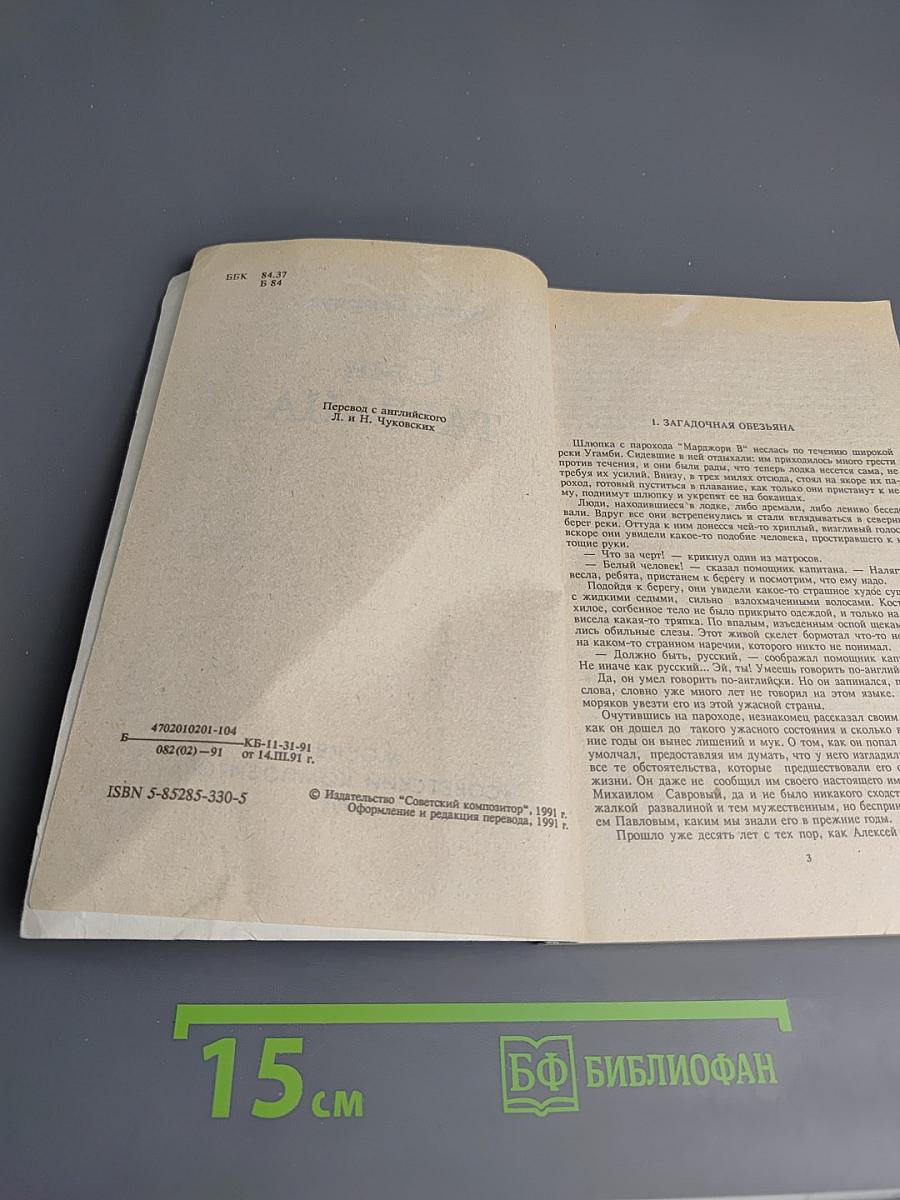 ББК 84.37
Б 84
Перевод с английского
Л. и Н. Чуковских
Б 4702010201-104
082(02)—91
КБ-11-31-91
от 14.III.91 г.
ISBN 5-85285-330-5
© Издательство "Советский композитор", 1991 г.
Оформление и редакция перевода, 1991 г.
1. ЗАГАДОЧНАЯ ОБЕЗЬЯНА
Шлюпка с парохода "Марджори В" неслась по течению широкой
реки Угамби. Сидевшие в ней отдыхали: им приходилось много грести
против течения, и они были рады, что теперь лодка несется сама, не
требуя их усилий. Внизу, в трех милях отсюда, стоял на якоре их па-
роход, готовый пуститься в плавание, как только они пристанут к не-
му, поднимут шлюпку и укрепят ее на боканцах.
Люди, находившиеся в лодке, либо дремали, либо лениво беседо-
вали. Вдруг все они встрепенулись и стали вглядываться в северны
берег реки. Оттуда к ним донесся чей-то хриплый, визгливый голос
вскоре они увидели какое-то подобие человека, простиравшего к н
тощие руки.
— Что за черт! — крикнул один из матросов.
— Белый человек! — сказал помощник капитана. — Наляг
весла, ребята, пристанем к берегу и посмотрим, что ему надо.
Подойдя к берегу, они увидели какое-то страшное худое сущ
с жидкими седыми, сильно взлохмаченными волосами. Кост
хилое, согбенное тело не было прикрыто одеждой, и только на
висела какая-то тряпка. По впалым, изъеденным оспой щекам
лись обильные слезы. Этот живой скелет бормотал что-то не
на каком-то странном наречии, которого никто не понимал.
— Должно быть, русский, — соображал помощник капи
Не иначе как русский... Эй, ты! Умеешь говорить по-англий
Да, он умел говорить по-английски. Но он запинался, п
слова, словно уже много лет не говорил на этом языке.
моряков увезти его из этой ужасной страны.
Очутившись на пароходе, незнакомец рассказал своим
как он дошел до такого ужасного состояния и сколько в
ние годы он вынес лишений и мук. О том, как он попал
умолчал, предоставляя им думать, что у него изгладил
все те обстоятельства, которые предшествовали его
жизни. Он даже не сообщил им своего настоящего им
Михаилом Савровым, да и не было никакого сходст
жалкой развалиной и тем мужественным, но бесприн
ем Павловым, каким мы знали его в прежние годы.
Прошло уже десять лет с тех пор, как Алексей
3
15 см
БФ БИБЛИОФАН